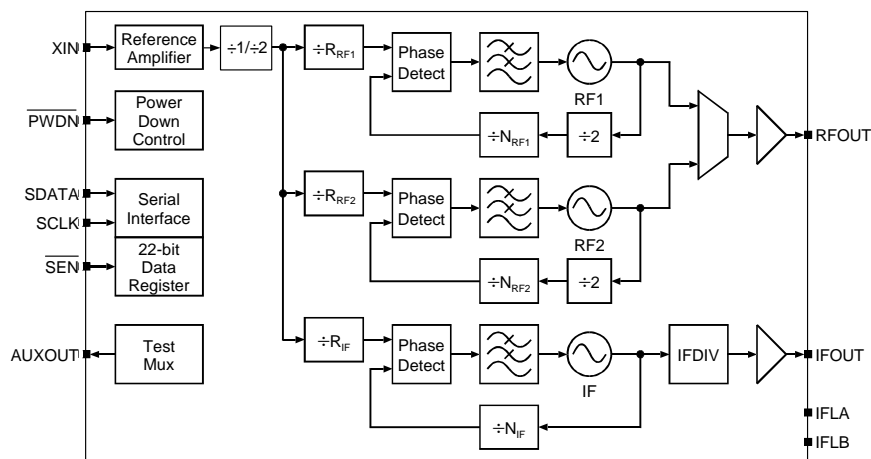 XIN
Reference
Amplifier
÷1/÷2
÷RRF1
Phase
Detect
RF1
÷NRF1
÷2
PWDN
Power
Down
Control
RFOUT
SDATA
SCLK
Serial
Interface
÷RRF2
Phase
Detect
RF2
÷NRF2
÷2
SEN
22-bit
Data
Register
AUXOUT
Test
Mux
÷RIF
Phase
Detect
IF
÷NIF
IFDIV
IFOUT
IFLA
IFLB